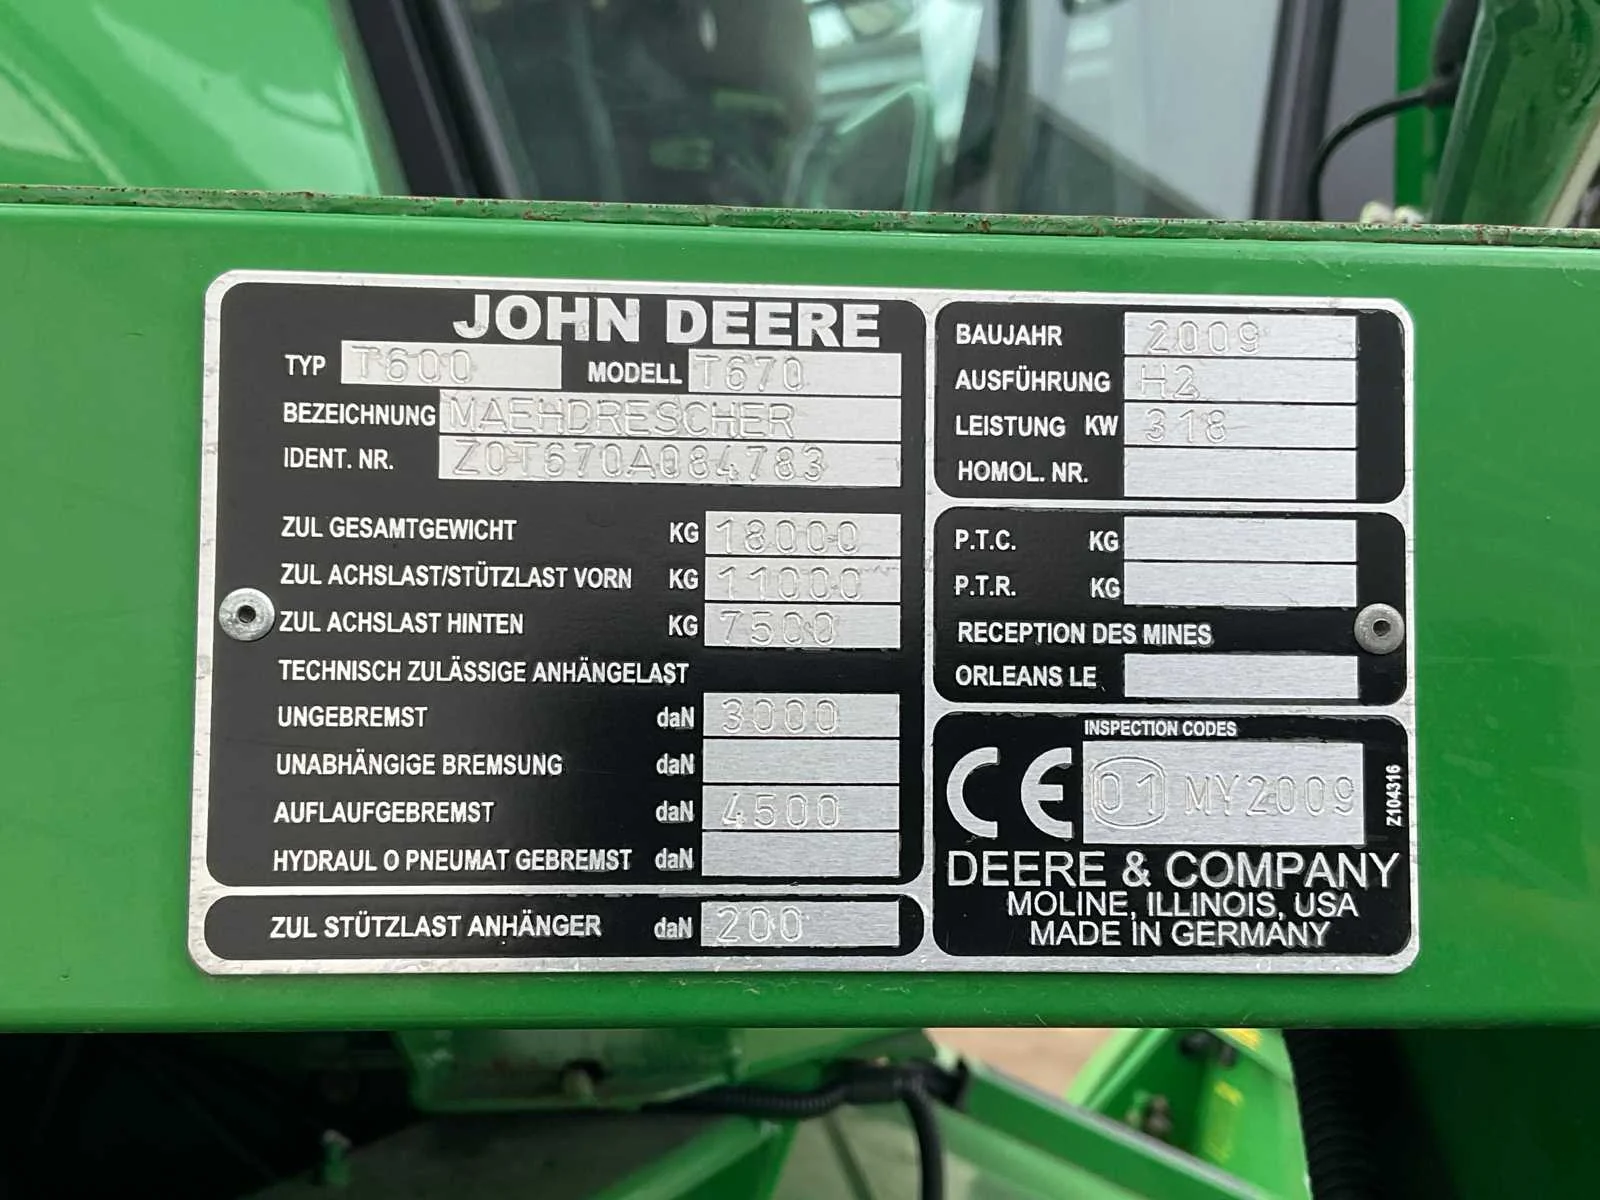 JOHN DEERE
TYP T600 MODELL T670
BEZEICHNUNG MAEHDRESCHER
IDENT. NR. Z0T670A084783
ZUL GESAMTGEWICHT KG 18000
ZUL ACHSLAST/STÜTZLAST VORN KG 11000
ZUL ACHSLAST HINTEN KG 7500
TECHNISCH ZULÄSSIGE ANHÄNGELAST
UNGEBREMST daN 3000
UNABHÄNGIGE BREMSUNG daN
AUFLAUFGEBREMST daN 4500
HYDRAUL O PNEUMAT GEBREMST daN
ZUL STÜTZLAST ANHÄNGER daN 200
BAUJAHR 2009
AUSFÜHRUNG H2
LEISTUNG KW 318
HOMOL. NR.
P.T.C. KG
P.T.R. KG
RECEPTION DES MINES
ORLEANS LE
INSPECTION CODES
CE 01 MY2009
Z104316
DEERE & COMPANY
MOLINE, ILLINOIS, USA
MADE IN GERMANY